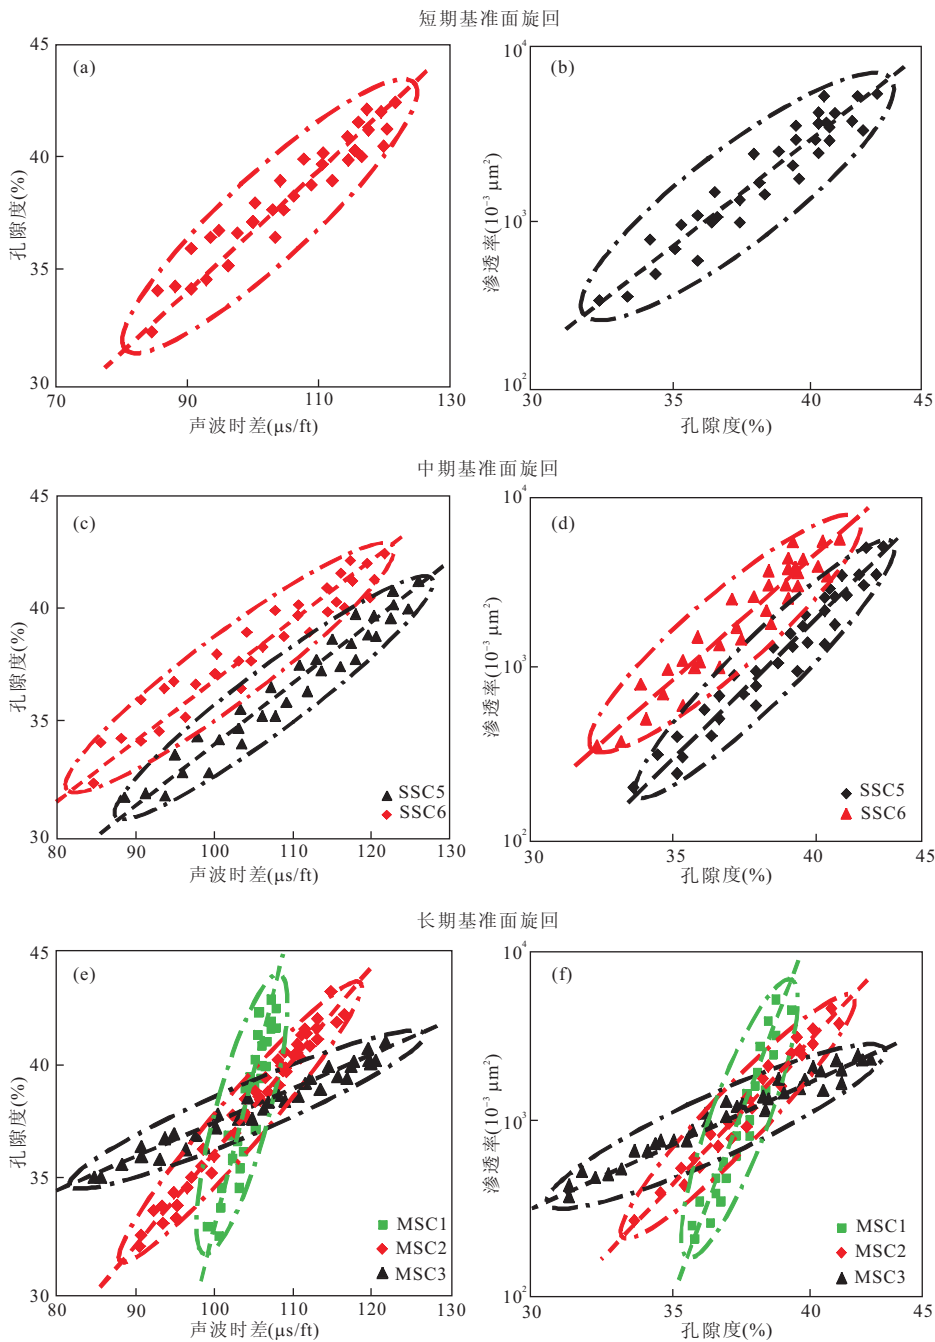 短期基准面旋回
(a)
45
40
35
30
孔隙度(%)
70
90
110
130
声波时差(μs/ft)
(b)
10⁴
10³
10²
渗透率(10⁻³ μm²)
30
35
40
45
孔隙度(%)
中期基准面旋回
(c)
45
40
35
30
孔隙度(%)
SSC5
SSC6
80
90
100
110
120
130
声波时差(μs/ft)
(d)
10⁴
10³
10²
渗透率(10⁻³ μm²)
SSC5
SSC6
30
35
40
45
孔隙度(%)
长期基准面旋回
(e)
45
40
35
30
孔隙度(%)
MSC1
MSC2
MSC3
80
90
100
110
120
130
声波时差(μs/ft)
(f)
10⁴
10³
10²
渗透率(10⁻³ μm²)
MSC1
MSC2
MSC3
30
35
40
45
孔隙度(%)